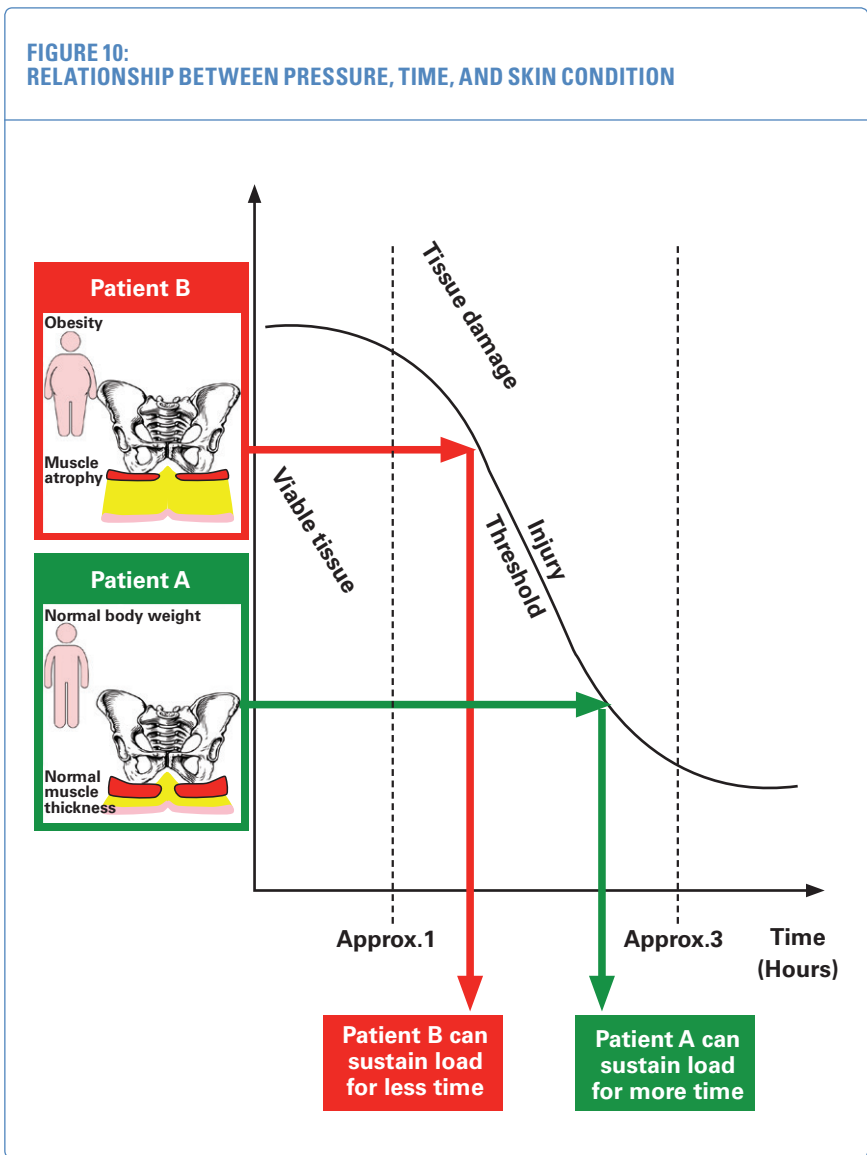 FIGURE 10:
RELATIONSHIP BETWEEN PRESSURE, TIME, AND SKIN CONDITION
Patient B
Obesity
Muscle
atrophy
Patient A
Normal body weight
Normal
muscle
thickness
Tissue damage
Viable tissue
Injury
Threshold
Approx.1
Approx.3
Time
(Hours)
Patient B can
sustain load
for less time
Patient A can
sustain load
for more time